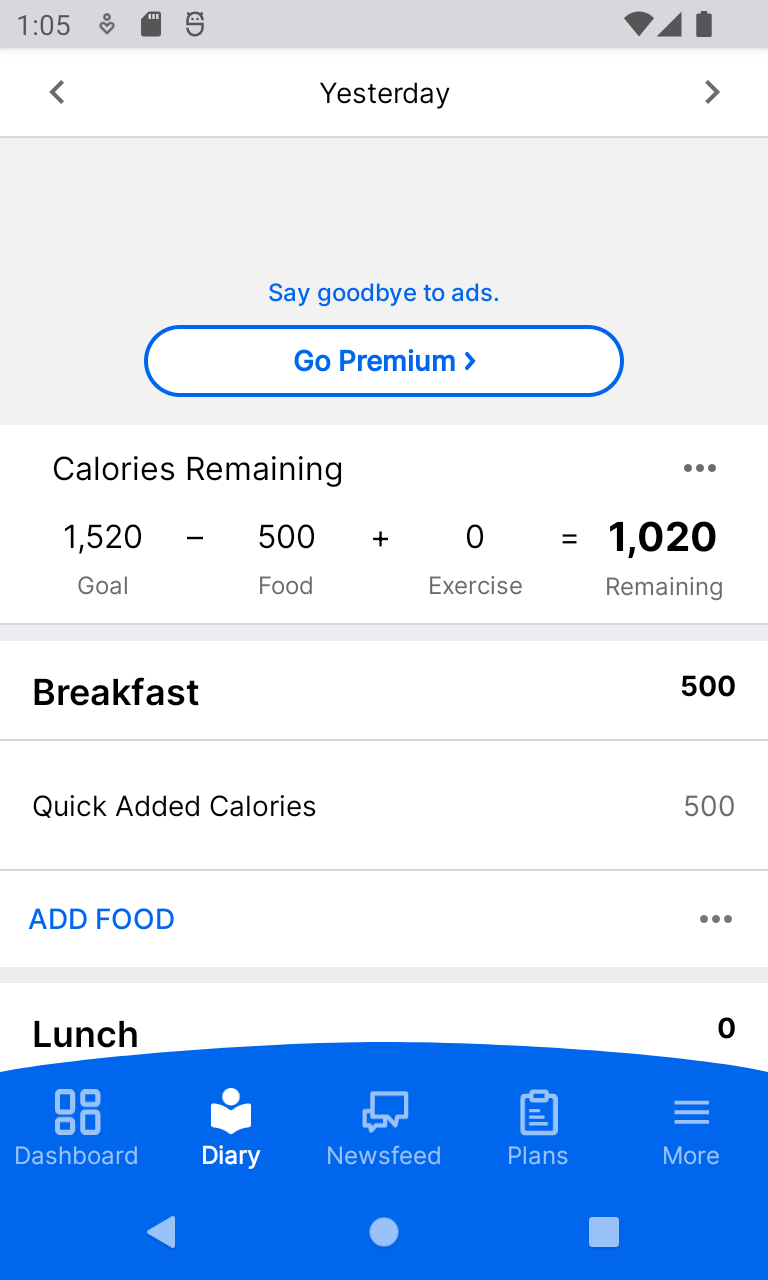 1:05
Yesterday
Say goodbye to ads.
Go Premium ›
Calories Remaining
1,520 – 500 + 0 = 1,020
Goal Food Exercise Remaining
Breakfast 500
Quick Added Calories 500
ADD FOOD
Lunch 0
Dashboard Diary Newsfeed Plans More